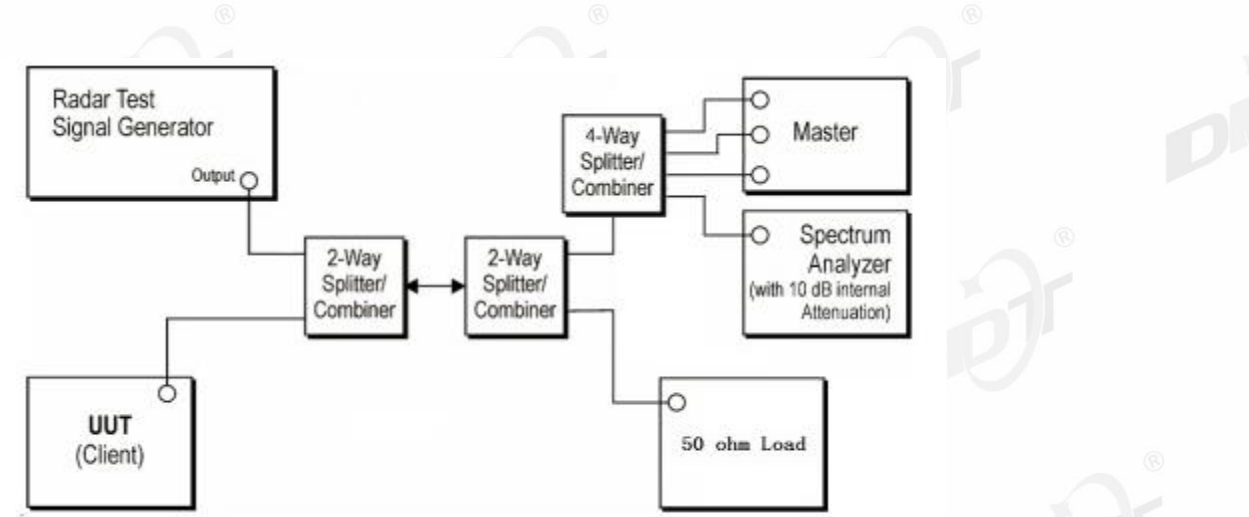 Radar Test
Signal Generator
Output
4-Way
Splitter/
Combiner
Master
Spectrum
Analyzer
(with 10 dB internal
Attenuation)
2-Way
Splitter/
Combiner
2-Way
Splitter/
Combiner
UUT
(Client)
50 ohm Load
®
®
®
®
®
DT